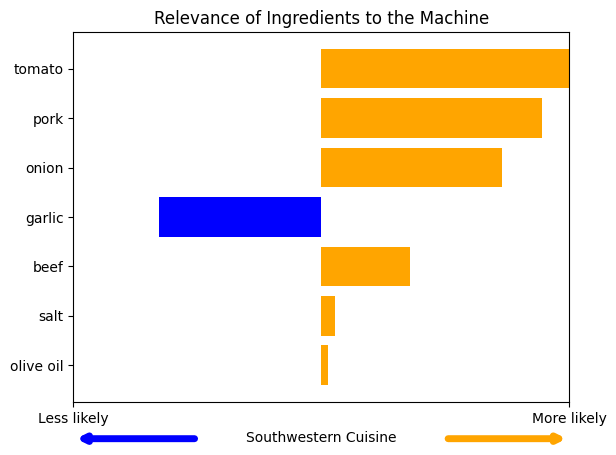 Relevance of Ingredients to the Machine
tomato
pork
onion
garlic
beef
salt
olive oil
Less likely
More likely
Southwestern Cuisine